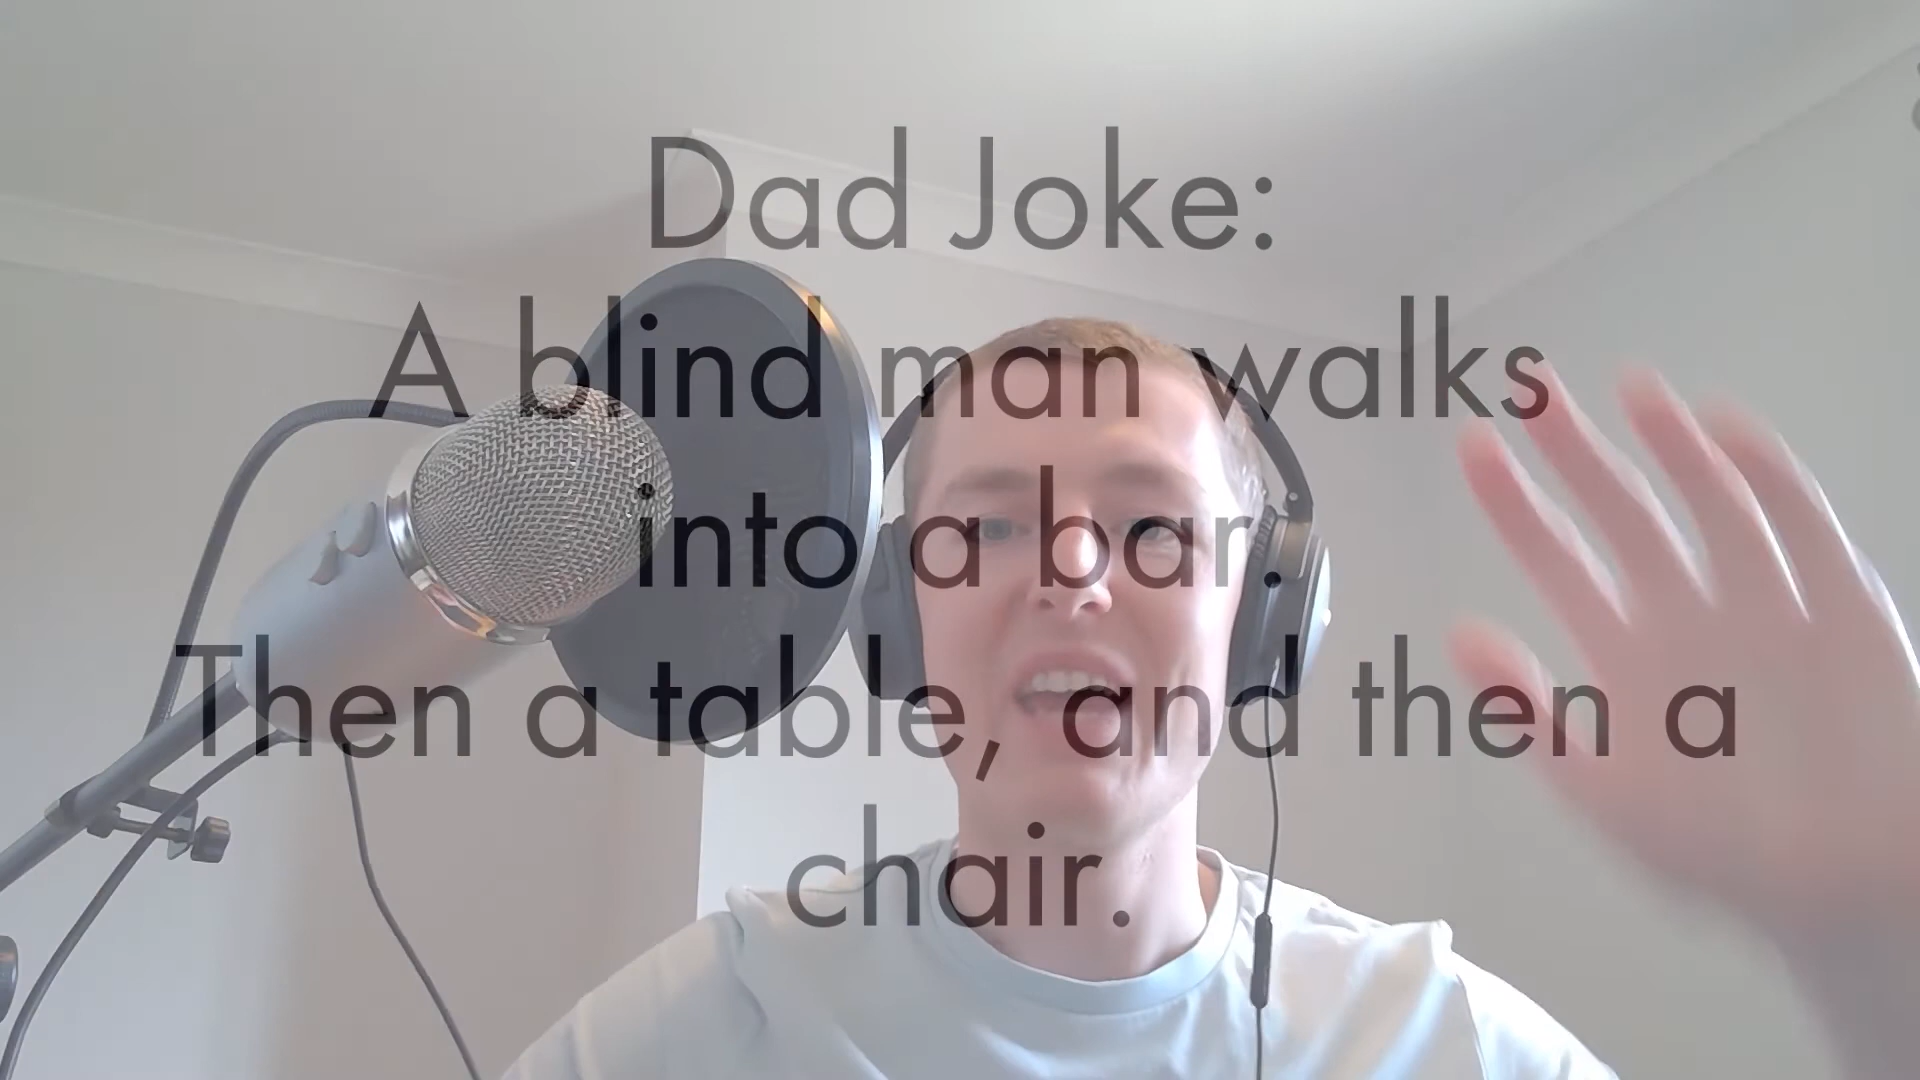 Dad Joke:
A blind man walks
into a bar.
Then a table, and then a
chair.